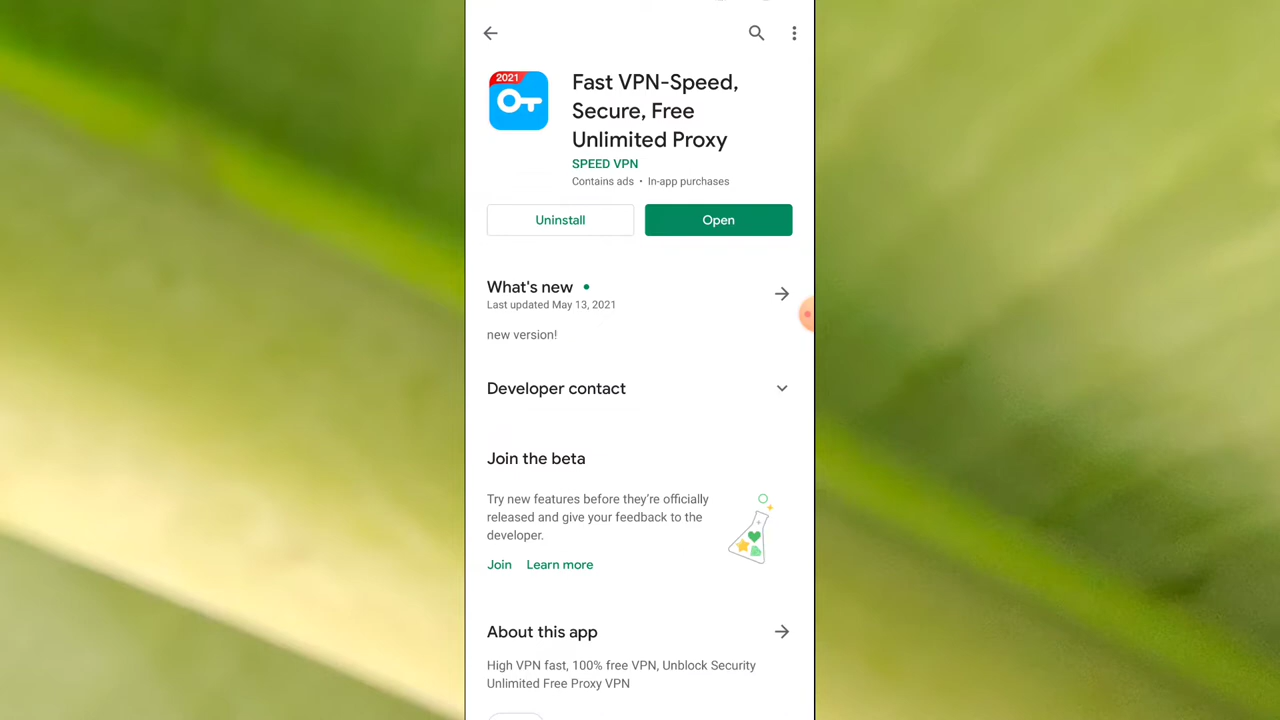 2021
Fast VPN-Speed,
Secure, Free
Unlimited Proxy
SPEED VPN
Contains ads • In-app purchases
Uninstall
Open
What's new
Last updated May 13, 2021
new version!
Developer contact
Join the beta
Try new features before they're officially
released and give your feedback to the
developer.
Join Learn more
About this app
High VPN fast, 100% free VPN, Unblock Security
Unlimited Free Proxy VPN